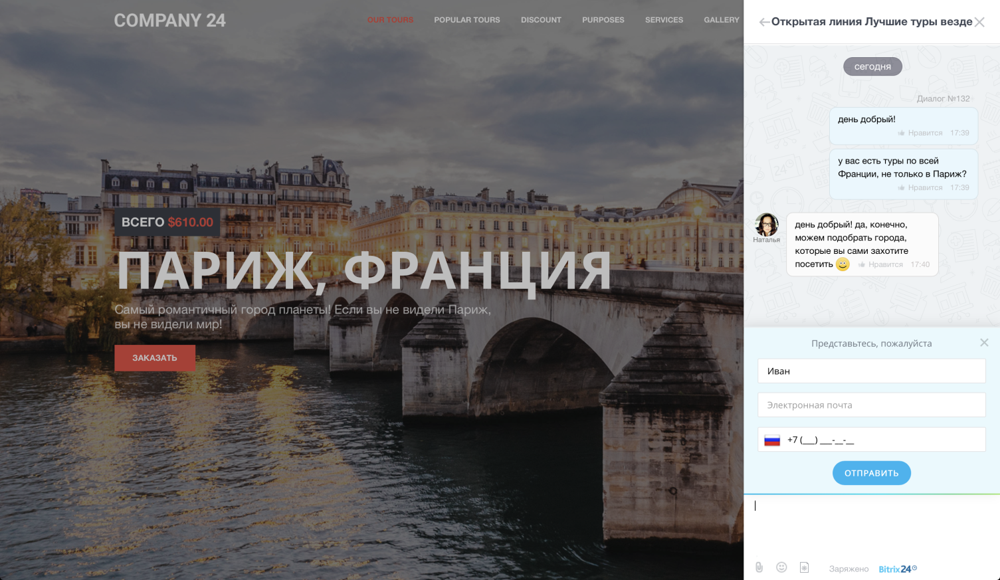 COMPANY 24
OUR TOURS POPULAR TOURS DISCOUNT PURPOSES SERVICES GALLERY
ВСЕГО $610.00
ПАРИЖ, ФРАНЦИЯ
Самый романтичный город планеты! Если вы не видели Париж,
вы не видели мир!
ЗАКАЗАТЬ
Открытая линия Лучшие туры везде
сегодня
Диалог №132
день добрый!
Нравится 17:39
у вас есть туры по всей
Франции, не только в Париж?
Нравится 17:39
Наталья
день добрый! да, конечно,
можем подобрать города,
которые вы сами захотите
посетить Нравится 17:40
Представьтесь, пожалуйста
Иван
Электронная почта
+7 (___) ___-__-__
ОТПРАВИТЬ
Заряжено Bitrix24